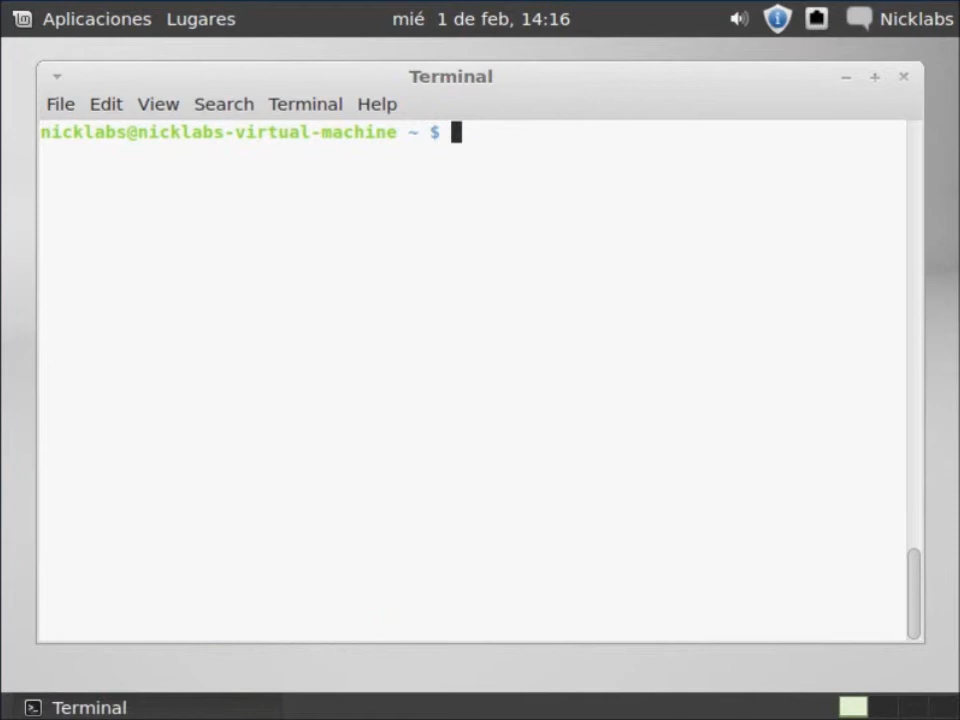 Aplicaciones Lugares mié 1 de feb, 14:16 Nicklabs
Terminal
File Edit View Search Terminal Help
nicklabs@nicklabs-virtual-machine ~ $
Terminal